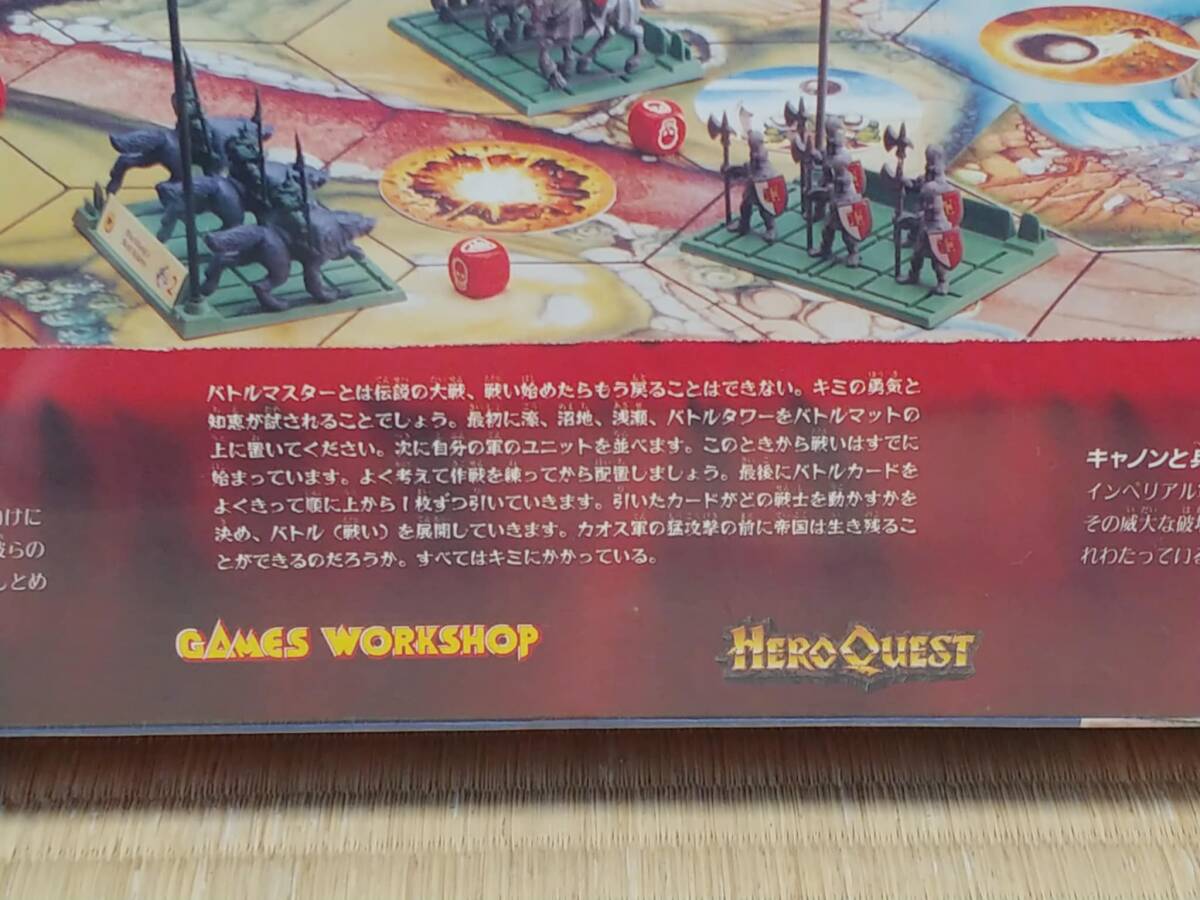 バトルマスターとは伝説の大戦、戦い始めたらもう戻ることはできない。キミの勇気と
知恵が試されることでしょう。最初に濠、沼地、浅瀬、バトルタワーをバトルマットの
上に置いてください。次に自分の軍のユニットを並べます。このときから戦いはすでに
始まっています。よく考えて作戦を練ってから配置しましょう。最後にバトルカードを
よくきって順に上から1枚ずつ引いていきます。引いたカードがどの戦士を動かすかを
決め、バトル（戦い）を展開していきます。カオス軍の猛攻撃の前に帝国は生き残るこ
とができるのだろうか。すべてはキミにかかっている。
向けに
彼らの
しとめ
キャノンと
インペリアル
その威大な破
れわたっている
GAMES WORKSHOP
HEROQUEST